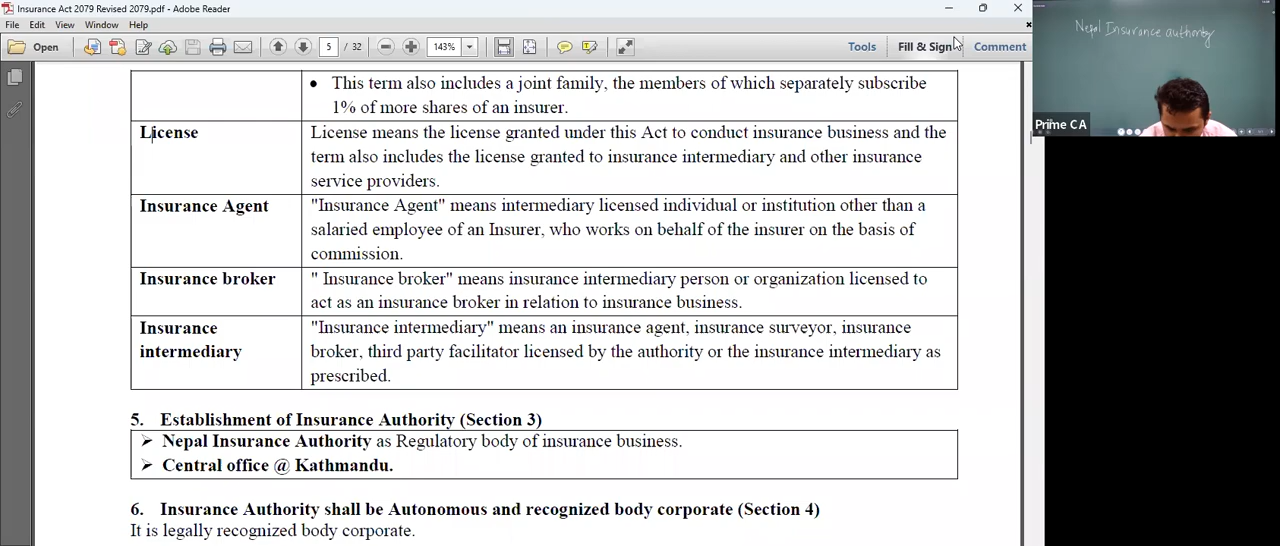 Insurance Act 2079 Revised 2079.pdf - Adobe Reader
File Edit View Window Help
Open 5 / 32 143% Tools Fill & Sign Comment
Nepal Insurance authority
Prime CA
• This term also includes a joint family, the members of which separately subscribe
1% of more shares of an insurer.
License
License means the license granted under this Act to conduct insurance business and the
term also includes the license granted to insurance intermediary and other insurance
service providers.
Insurance Agent
"Insurance Agent" means intermediary licensed individual or institution other than a
salaried employee of an Insurer, who works on behalf of the insurer on the basis of
commission.
Insurance broker
" Insurance broker" means insurance intermediary person or organization licensed to
act as an insurance broker in relation to insurance business.
Insurance
intermediary
"Insurance intermediary" means an insurance agent, insurance surveyor, insurance
broker, third party facilitator licensed by the authority or the insurance intermediary as
prescribed.
5. Establishment of Insurance Authority (Section 3)
➢ Nepal Insurance Authority as Regulatory body of insurance business.
➢ Central office @ Kathmandu.
6. Insurance Authority shall be Autonomous and recognized body corporate (Section 4)
It is legally recognized body corporate.